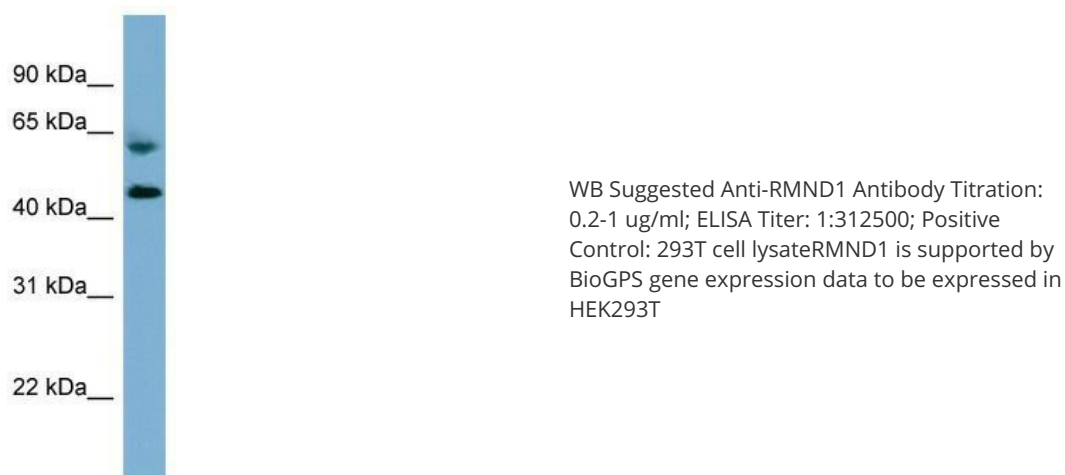 90 kDa__
65 kDa__
40 kDa__
31 kDa__
22 kDa__
WB Suggested Anti-RMND1 Antibody Titration:
0.2-1 ug/ml; ELISA Titer: 1:312500; Positive
Control: 293T cell lysateRMND1 is supported by
BioGPS gene expression data to be expressed in
HEK293T